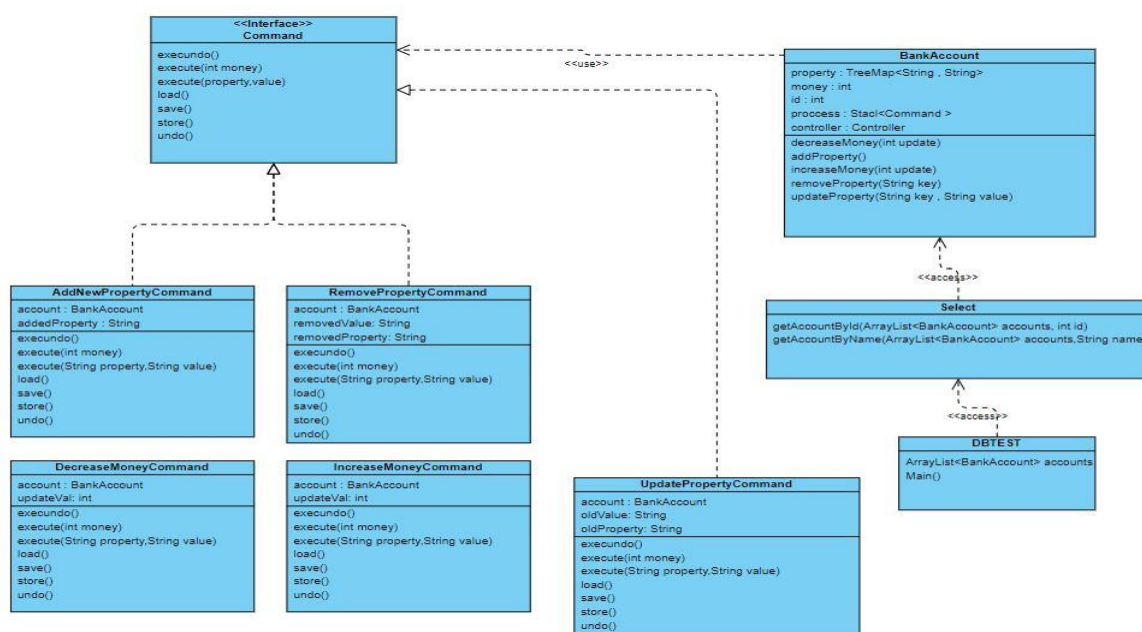 <<Interface>>
Command
execundo()
execute(int money)
execute(property,value)
load()
save()
store()
undo()
<<use>>
BankAccount
property : TreeMap<String , String>
money : int
id : int
proccess : Stacl<Command >
controller : Controller
decreaseMoney(int update)
addProperty()
increaseMoney(int update)
removeProperty(String key)
updateProperty(String key , String value)
<<access>>
Select
getAccountById(ArrayList<BankAccount> accounts, int id)
getAccountByName(ArrayList<BankAccount> accounts,String name
<<access>>
DBTEST
ArrayList<BankAccount> accounts
Main()
AddNewPropertyCommand
account : BankAccount
addedProperty : String
execundo()
execute(int money)
execute(String property,String value)
load()
save()
store()
undo()
RemovePropertyCommand
account : BankAccount
removedValue: String
removedProperty: String
execundo()
execute(int money)
execute(String property,String value)
load()
save()
store()
undo()
DecreaseMoneyCommand
account : BankAccount
updateVal: int
execundo()
execute(int money)
execute(String property,String value)
load()
save()
store()
undo()
IncreaseMoneyCommand
account : BankAccount
updateVal: int
execundo()
execute(int money)
execute(String property,String value)
load()
save()
store()
undo()
UpdatePropertyCommand
account : BankAccount
oldValue: String
oldProperty: String
execundo()
execute(int money)
execute(String property,String value)
load()
save()
store()
undo()